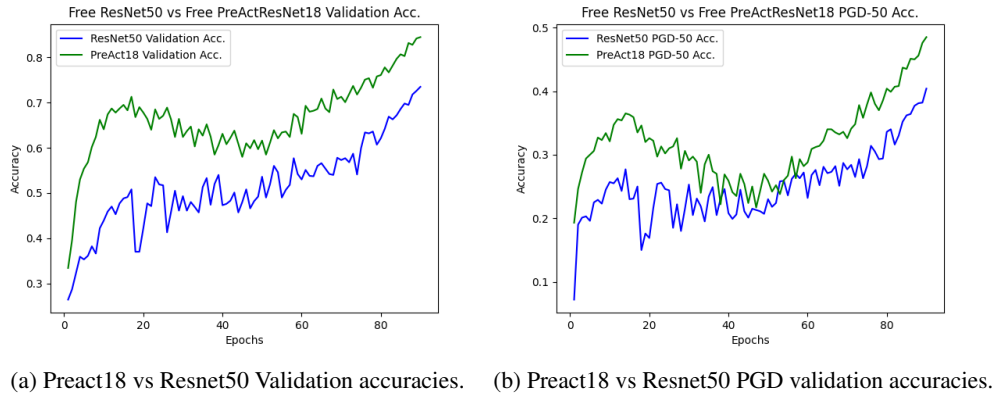 Free ResNet50 vs Free PreActResNet18 Validation Acc.
ResNet50 Validation Acc.
PreAct18 Validation Acc.
0.8
0.7
0.6
0.5
0.4
0.3
Accuracy
0
20
40
60
80
Epochs
Free ResNet50 vs Free PreActResNet18 PGD-50 Acc.
ResNet50 PGD-50 Acc.
PreAct18 PGD-50 Acc.
0.5
0.4
0.3
0.2
0.1
Accuracy
0
20
40
60
80
Epochs
(a) Preact18 vs Resnet50 Validation accuracies.
(b) Preact18 vs Resnet50 PGD validation accuracies.